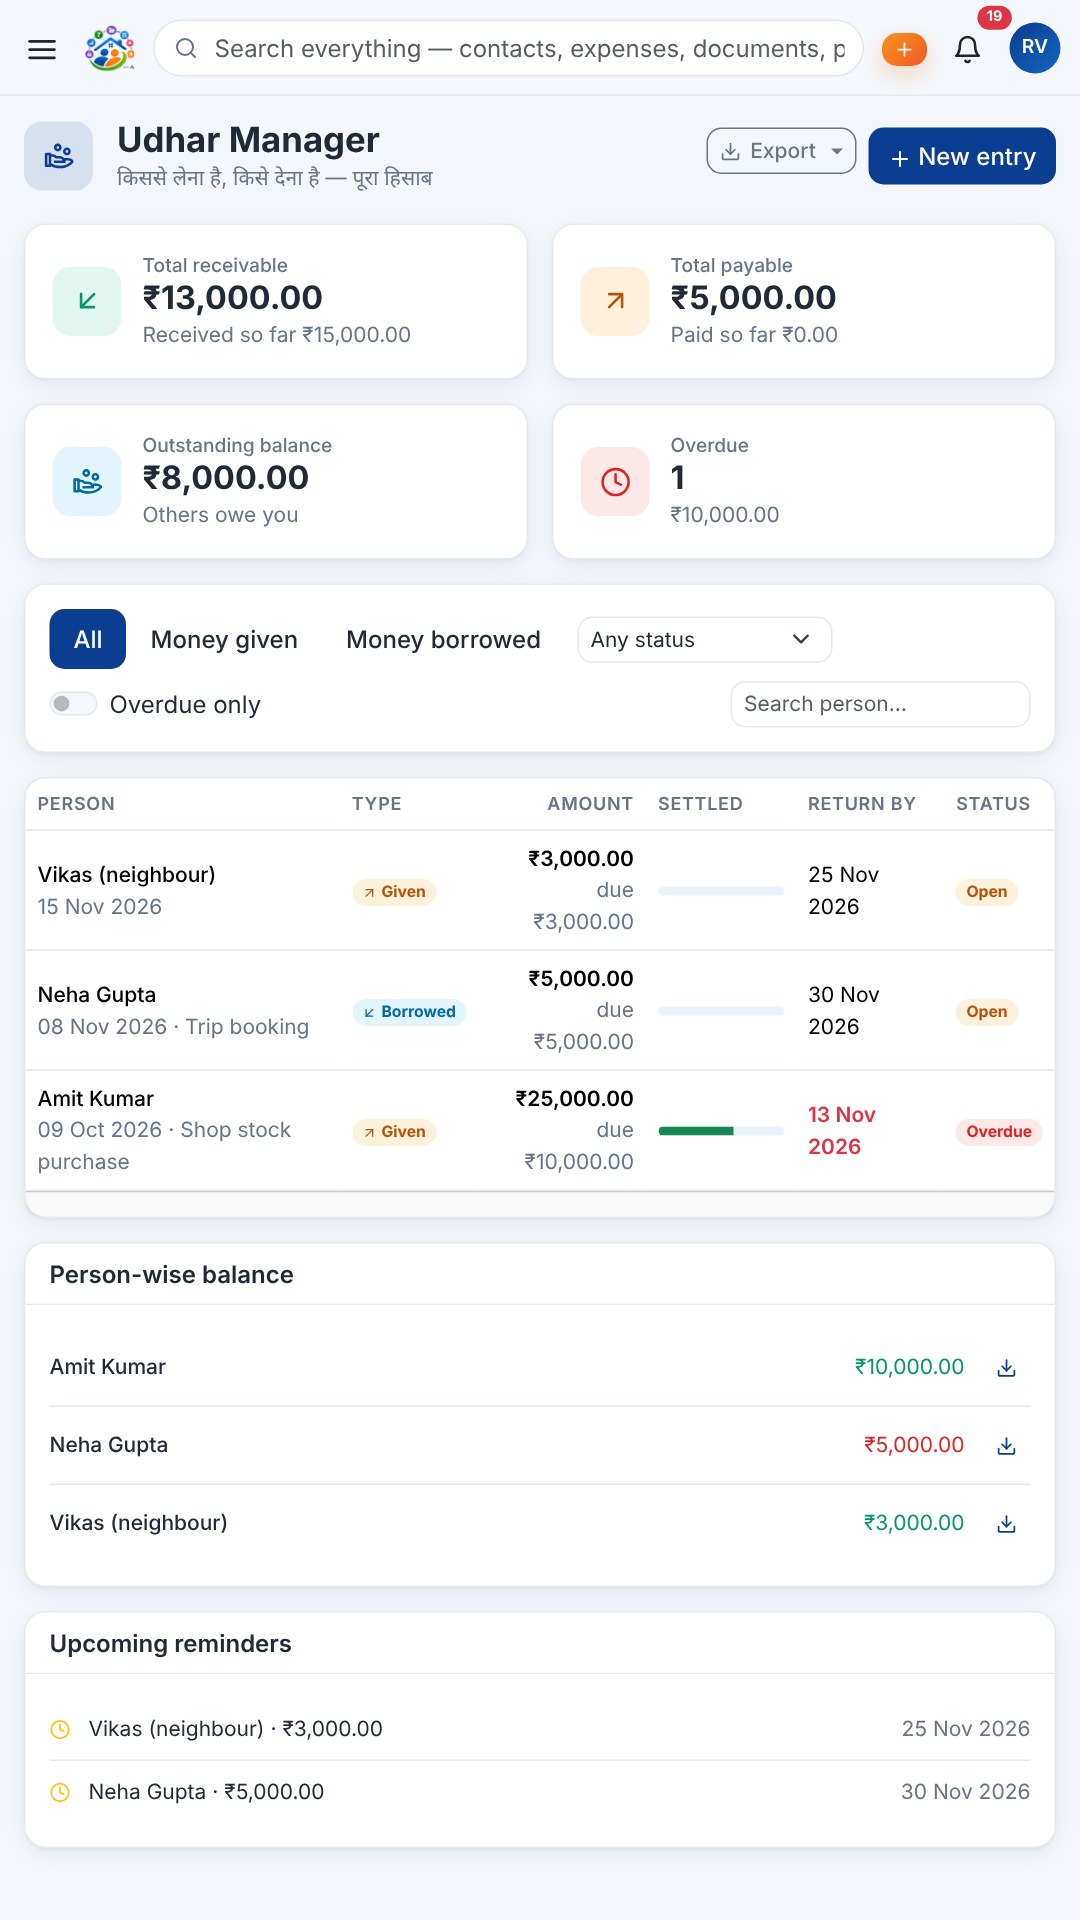 Search everything — contacts, expenses, documents, p
19
RV
Udhar Manager
किससे लेना है, किसे देना है — पूरा हिसाब
Export
New entry
Total receivable
₹13,000.00
Received so far ₹15,000.00
Total payable
₹5,000.00
Paid so far ₹0.00
Outstanding balance
₹8,000.00
Others owe you
Overdue
1
₹10,000.00
All
Money given
Money borrowed
Any status
Overdue only
Search person...
PERSON TYPE AMOUNT SETTLED RETURN BY STATUS
Vikas (neighbour)
15 Nov 2026
Given
₹3,000.00
due
₹3,000.00
25 Nov
2026
Open
Neha Gupta
08 Nov 2026 · Trip booking
Borrowed
₹5,000.00
due
₹5,000.00
30 Nov
2026
Open
Amit Kumar
09 Oct 2026 · Shop stock
purchase
Given
₹25,000.00
due
₹10,000.00
13 Nov
2026
Overdue
Person-wise balance
Amit Kumar ₹10,000.00
Neha Gupta ₹5,000.00
Vikas (neighbour) ₹3,000.00
Upcoming reminders
Vikas (neighbour) · ₹3,000.00 25 Nov 2026
Neha Gupta · ₹5,000.00 30 Nov 2026